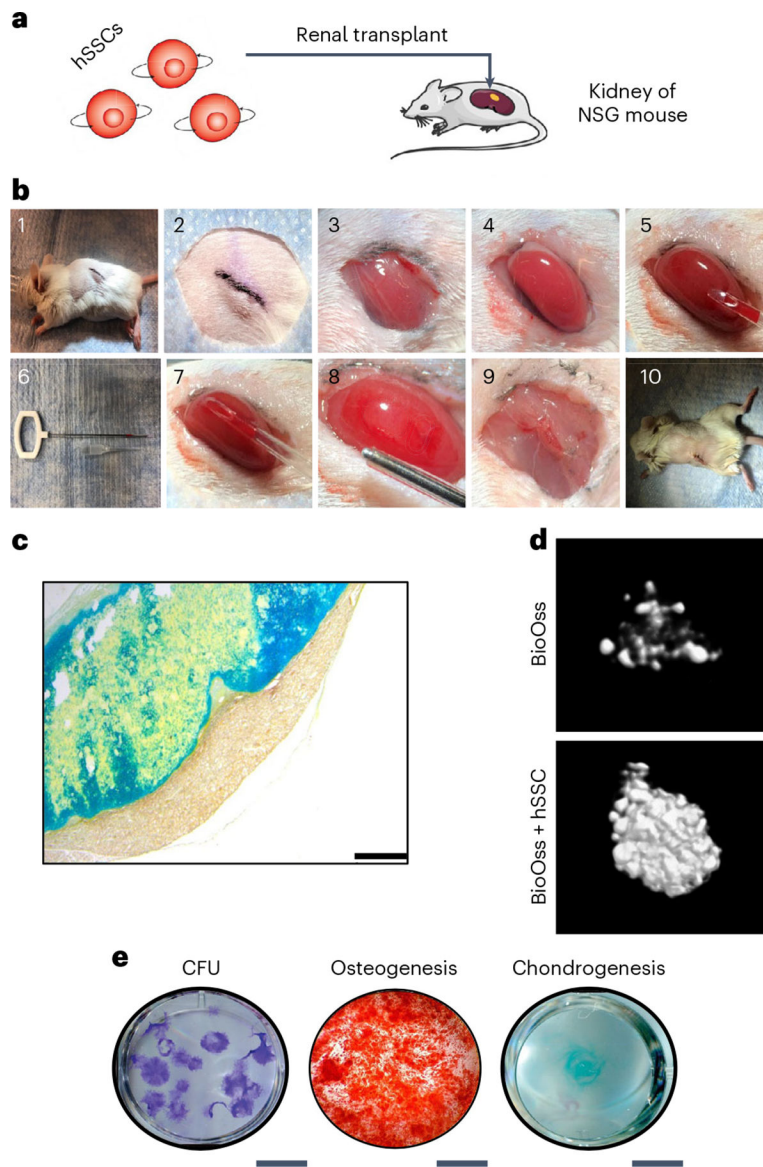 a
hSSCs
Renal transplant
Kidney of
NSG mouse
b
1
2
3
4
5
6
7
8
9
10
c
d
BioOss
BioOss + hSSC
e
CFU
Osteogenesis
Chondrogenesis